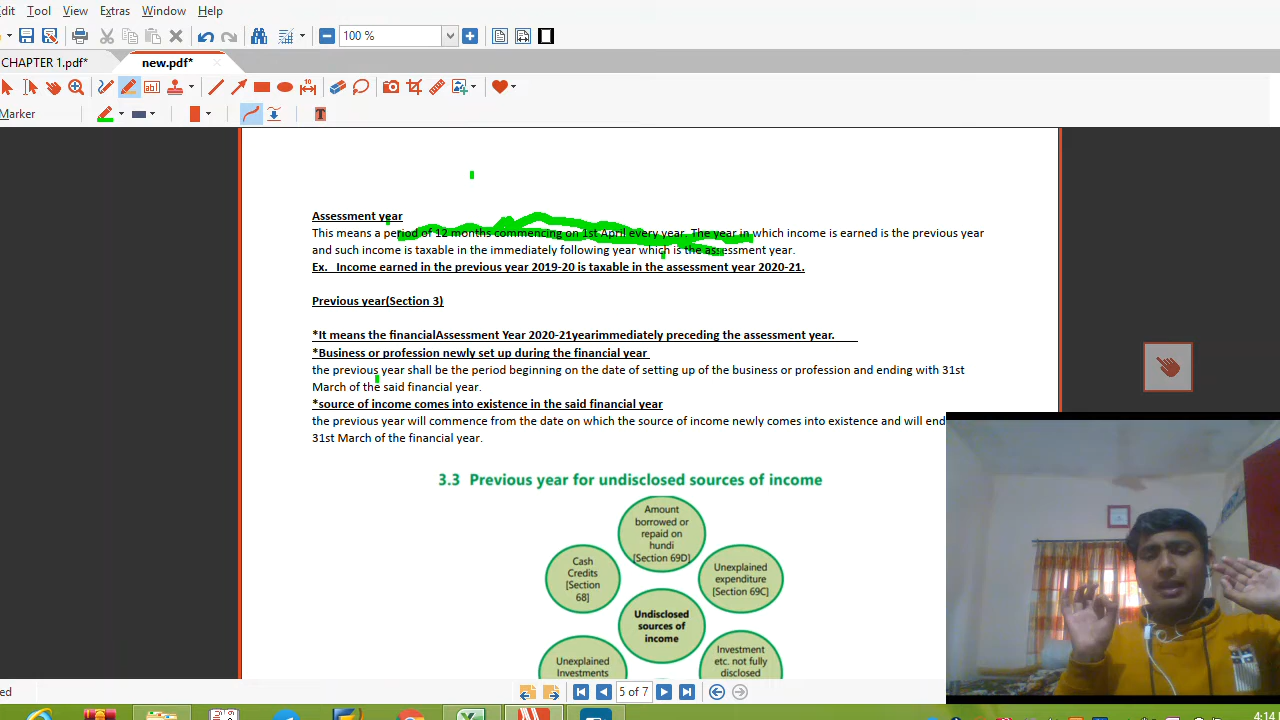 dit Tool View Extras Window Help
100 %
CHAPTER 1.pdf* new.pdf*
Marker
Assessment year
This means a period of 12 months commencing on 1st April every year. The year in which income is earned is the previous year
and such income is taxable in the immediately following year which is the assessment year.
Ex. Income earned in the previous year 2019-20 is taxable in the assessment year 2020-21.
Previous year(Section 3)
*It means the financialAssessment Year 2020-21yearimmediately preceding the assessment year.
*Business or profession newly set up during the financial year
the previous year shall be the period beginning on the date of setting up of the business or profession and ending with 31st
March of the said financial year.
*source of income comes into existence in the said financial year
the previous year will commence from the date on which the source of income newly comes into existence and will end
31st March of the financial year.
3.3 Previous year for undisclosed sources of income
Amount
borrowed or
repaid on
hundi
[Section 69D]
Cash
Credits
[Section
68]
Unexplained
expenditure
[Section 69C]
Undisclosed
sources of
income
Unexplained
Investments
Investment
etc. not fully
disclosed
ed
5 of 7
4:14